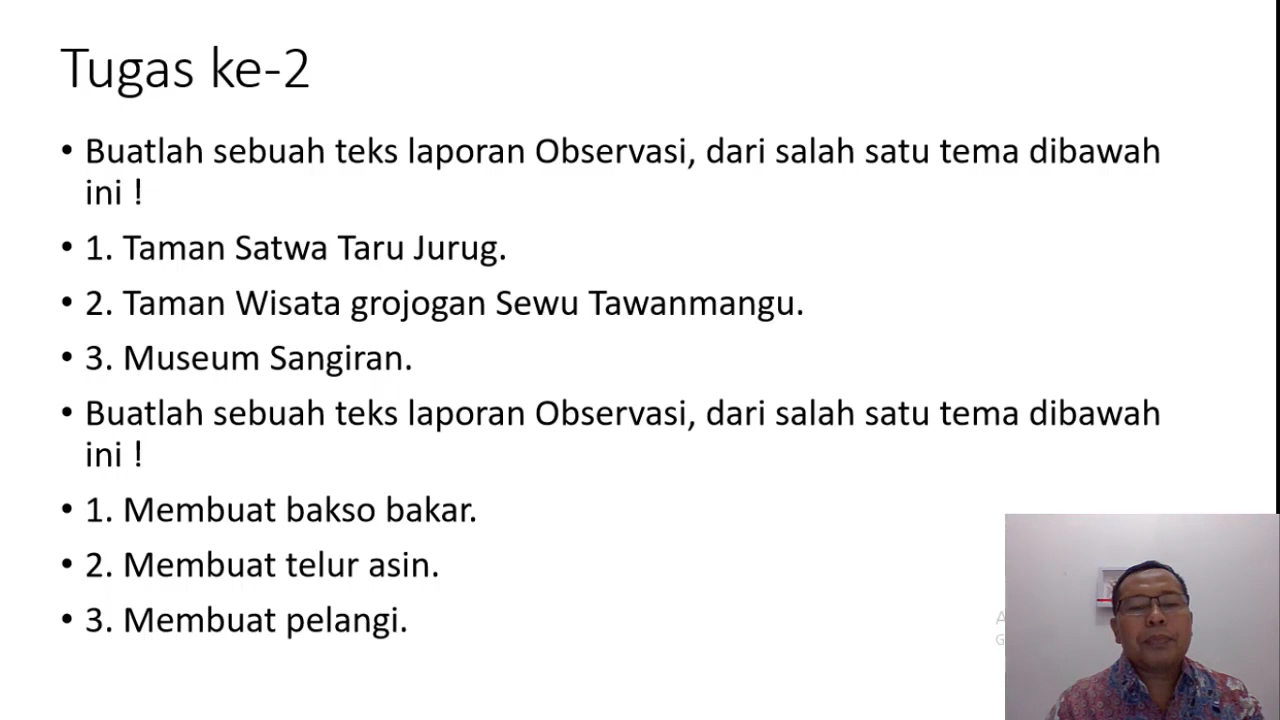 Tugas ke-2
• Buatlah sebuah teks laporan Observasi, dari salah satu tema dibawah
ini !
• 1. Taman Satwa Taru Jurug.
• 2. Taman Wisata grojogan Sewu Tawanmangu.
• 3. Museum Sangiran.
• Buatlah sebuah teks laporan Observasi, dari salah satu tema dibawah
ini !
• 1. Membuat bakso bakar.
• 2. Membuat telur asin.
• 3. Membuat pelangi.